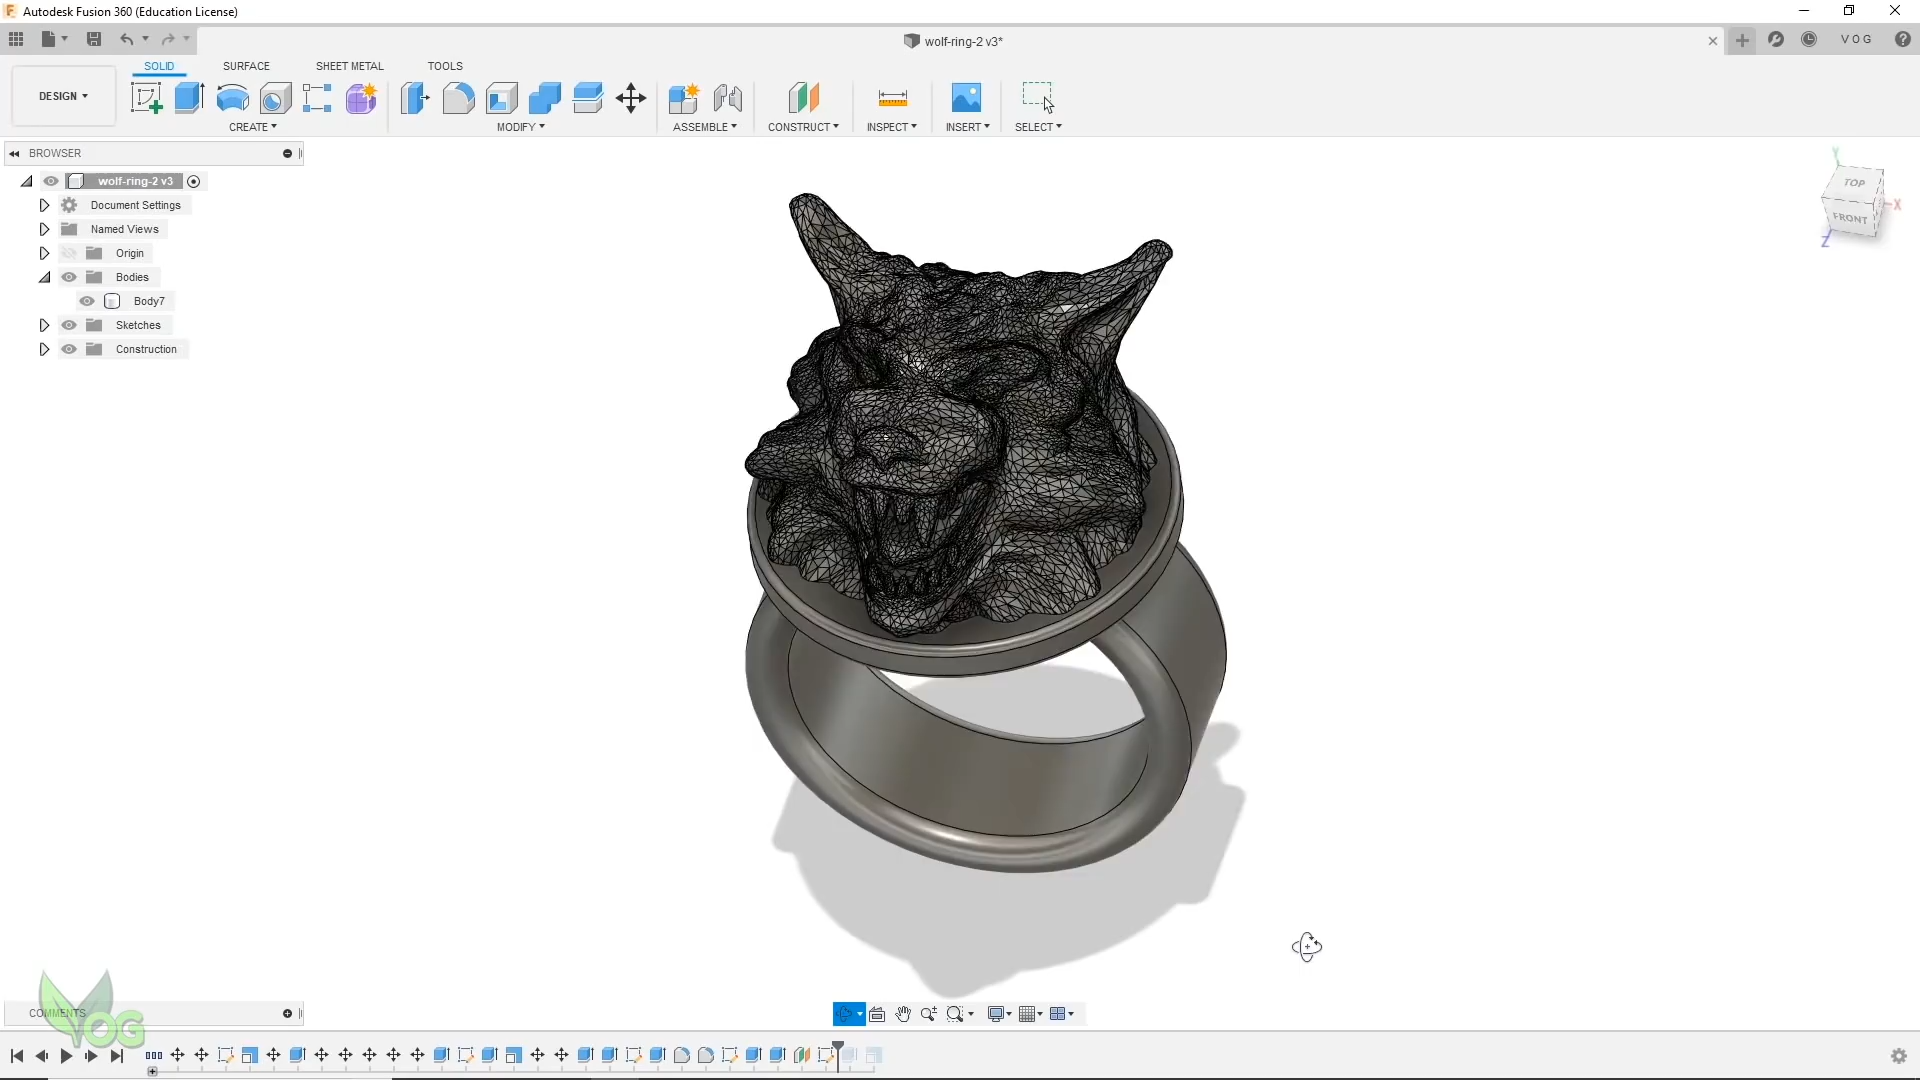 Autodesk Fusion 360 (Education License)
wolf-ring-2 v3*
V O G
DESIGN
SOLID
SURFACE
SHEET METAL
TOOLS
CREATE
MODIFY
ASSEMBLE
CONSTRUCT
INSPECT
INSERT
SELECT
BROWSER
wolf-ring-2 v3
Document Settings
Named Views
Origin
Bodies
Body7
Sketches
Construction
Y
TOP
X
FRONT
Z
COMMENTS
VOG